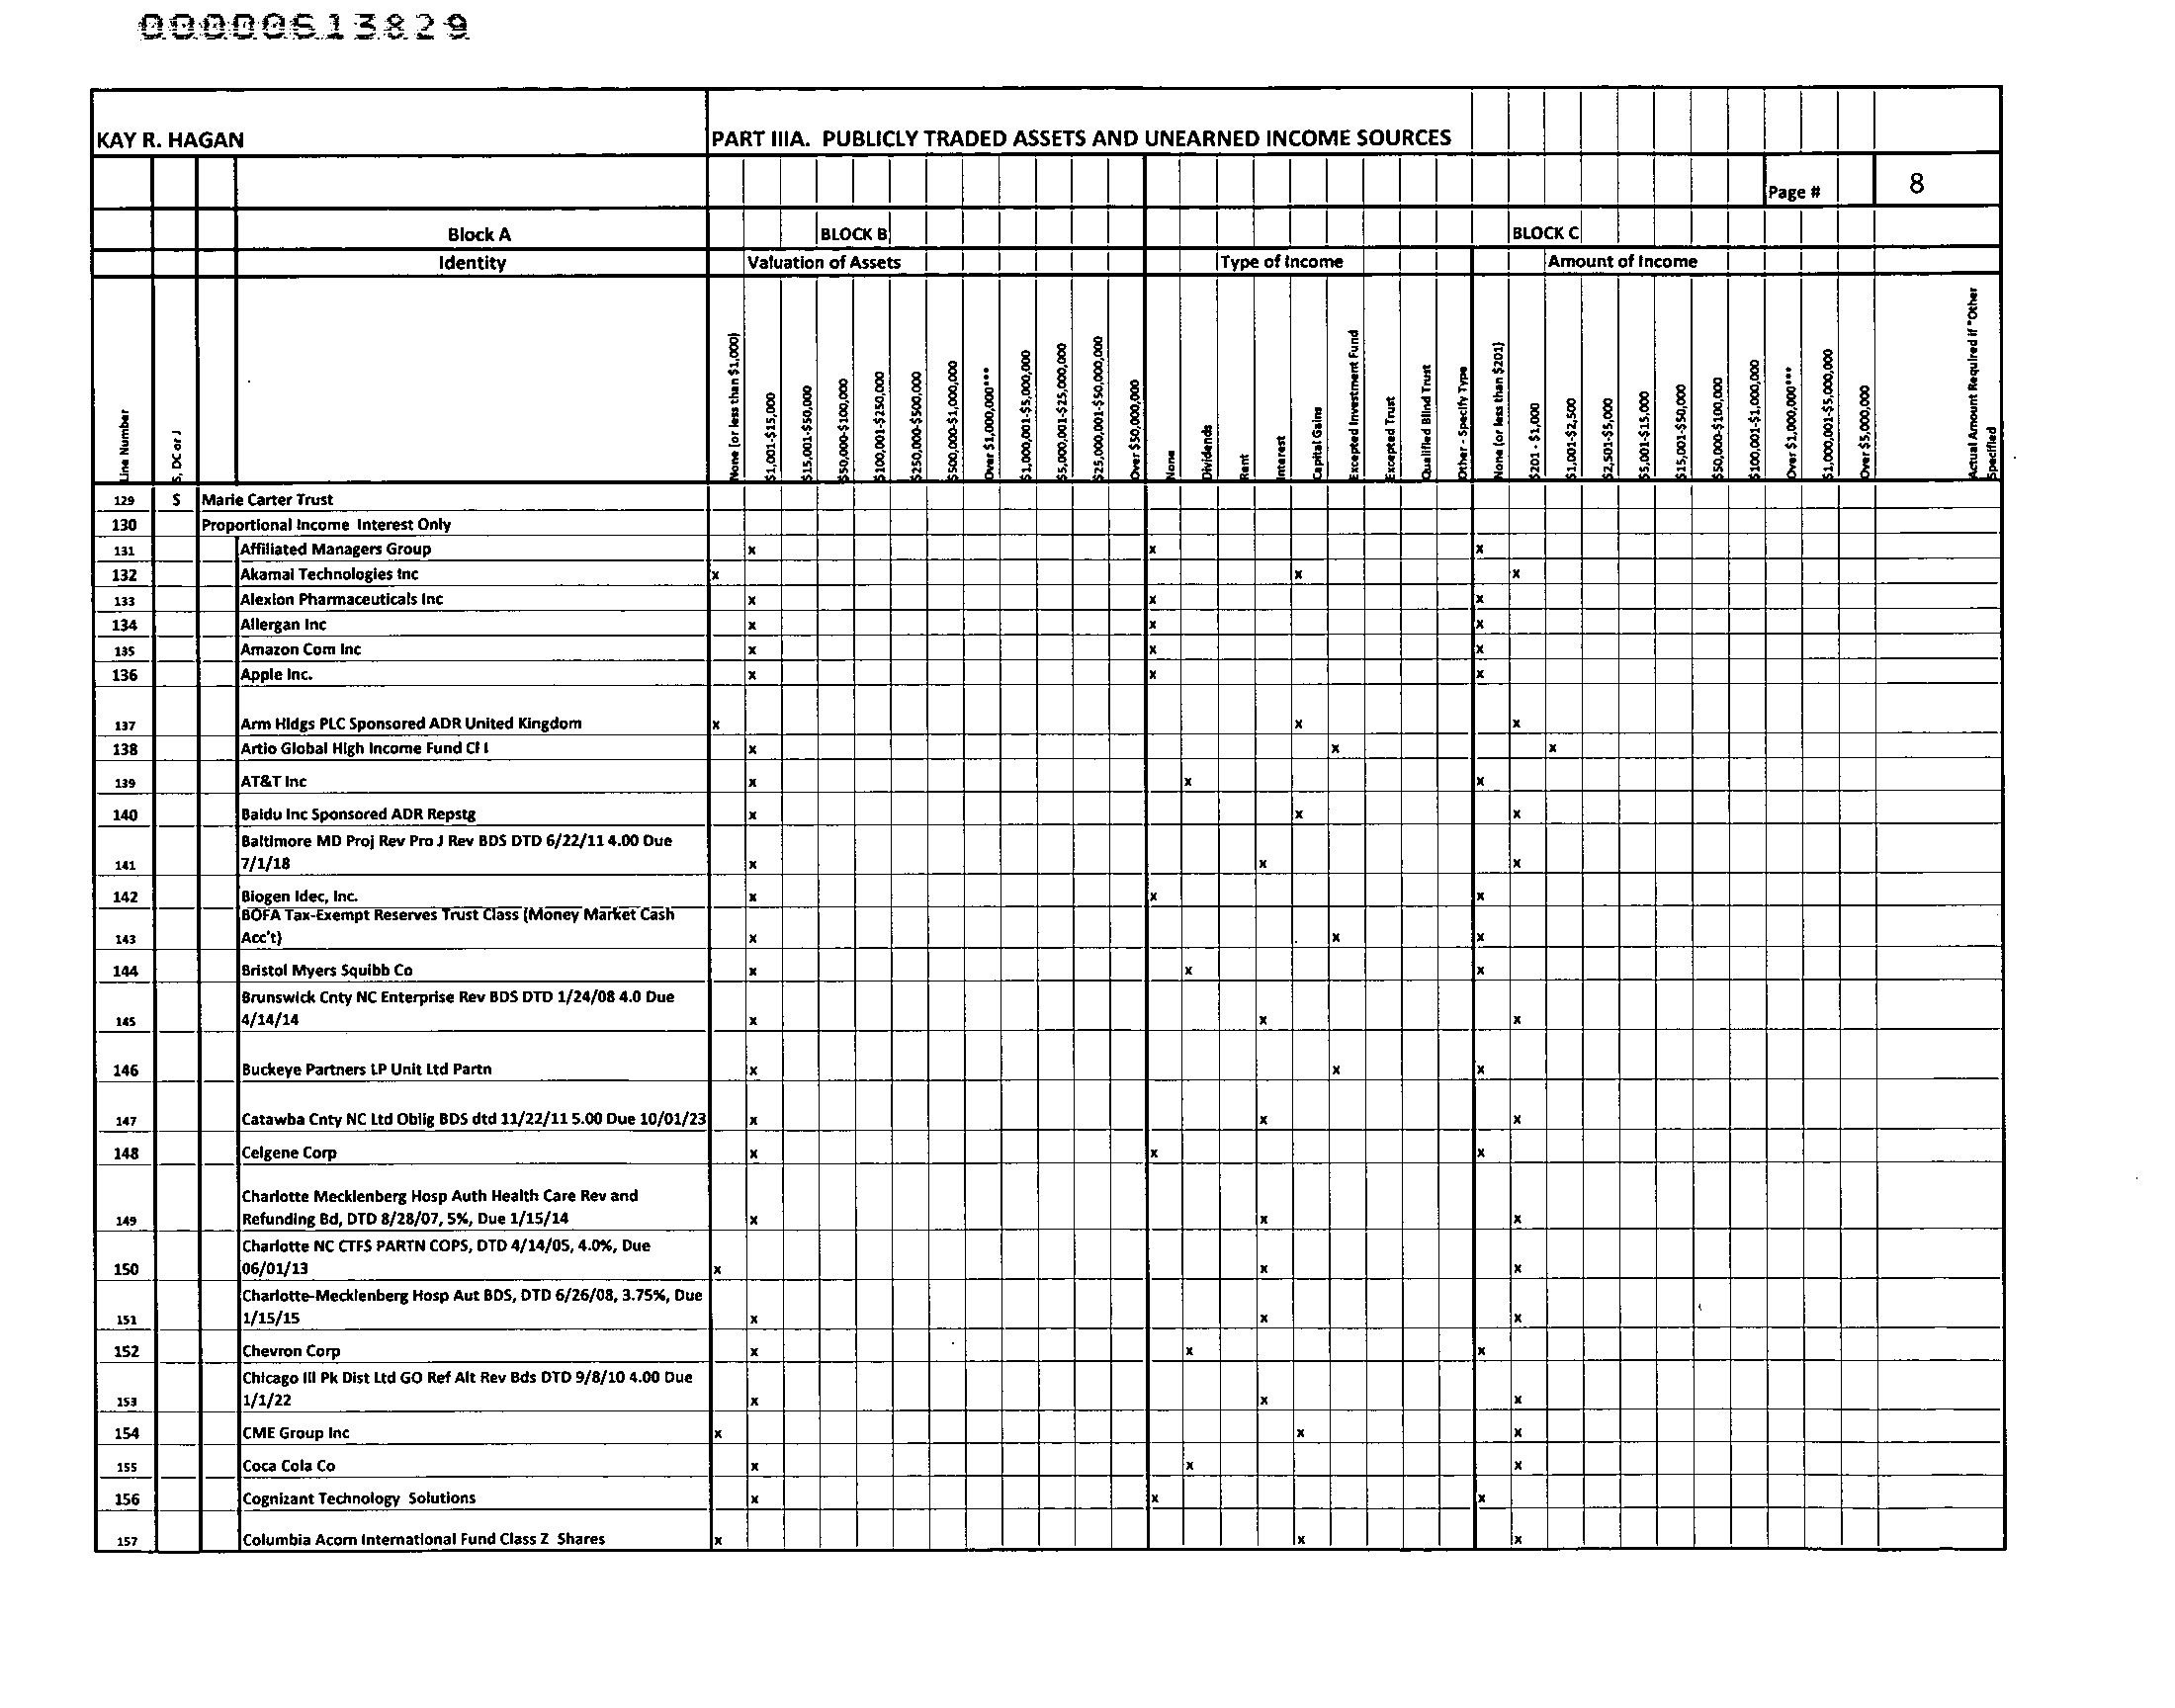 00000613829
KAY R. HAGAN PART IIIA. PUBLICLY TRADED ASSETS AND UNEARNED INCOME SOURCES
Page # 8
Block A BLOCK B BLOCK C
Identity Valuation of Assets Type of Income Amount of Income
Line Number
S, DC or J
None (or less than $1,000)
$1,001-$15,000
$15,001-$50,000
$50,000-$100,000
$100,001-$250,000
$250,000-$500,000
$500,000-$1,000,000
Over $1,000,000***
$1,000,001-$5,000,000
$5,000,001-$25,000,000
$25,000,001-$50,000,000
Over $50,000,000
None
Dividends
Rent
Interest
Capital Gains
Excepted Investment Fund
Excepted Trust
Qualified Blind Trust
Other - Specify Type
None (or less than $201)
$201 - $1,000
$1,001-$2,500
$2,501-$5,000
$5,001-$15,000
$15,001-$50,000
$50,000-$100,000
$100,001-$1,000,000
Over $1,000,000***
$1,000,001-$5,000,000
Over $5,000,000
Actual Amount Required if "Other
Specified
129 S Marie Carter Trust
130 Proportional Income Interest Only
131 Affiliated Managers Group x x x
132 Akamai Technologies Inc x x x
133 Alexion Pharmaceuticals Inc x x x
134 Allergan Inc x x x
135 Amazon Com Inc x x x
136 Apple Inc. x x x
137 Arm Hldgs PLC Sponsored ADR United Kingdom x x x
138 Artio Global High Income Fund Cl I x x x
139 AT&T Inc x x x
140 Baidu Inc Sponsored ADR Repstg x x x
Baltimore MD Proj Rev Pro J Rev BDS DTD 6/22/11 4.00 Due
141 7/1/18 x x x
142 Biogen Idec, Inc. x x x
BOFA Tax-Exempt Reserves Trust Class (Money Market Cash
143 Acc't) x x x
144 Bristol Myers Squibb Co x x x
Brunswick Cnty NC Enterprise Rev BDS DTD 1/24/08 4.0 Due
145 4/14/14 x x x
146 Buckeye Partners LP Unit Ltd Partn x x x
147 Catawba Cnty NC Ltd Oblig BDS dtd 11/22/11 5.00 Due 10/01/23 x x x
148 Celgene Corp x x x
Charlotte Mecklenberg Hosp Auth Health Care Rev and
149 Refunding Bd, DTD 8/28/07, 5%, Due 1/15/14 x x x
Charlotte NC CTFS PARTN COPS, DTD 4/14/05, 4.0%, Due
150 06/01/13 x x x
Charlotte-Mecklenberg Hosp Aut BDS, DTD 6/26/08, 3.75%, Due
151 1/15/15 x x x
152 Chevron Corp x x x
Chicago Ill Pk Dist Ltd GO Ref Alt Rev Bds DTD 9/8/10 4.00 Due
153 1/1/22 x x x
154 CME Group Inc x x x
155 Coca Cola Co x x x
156 Cognizant Technology Solutions x x x
157 Columbia Acorn International Fund Class Z Shares x x x